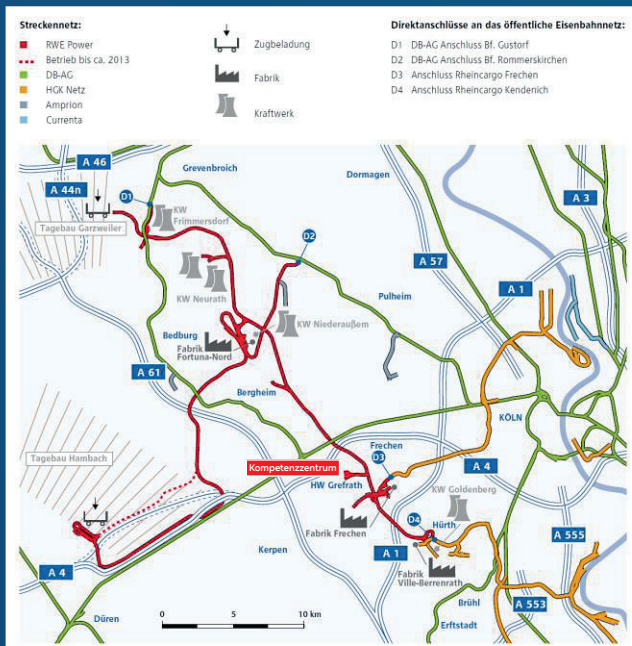 Streckennetz:
RWE Power
Betrieb bis ca. 2013
DB-AG
HGK Netz
Amprion
Currenta
Zugbeladung
Fabrik
Kraftwerk
Direktanschlüsse an das öffentliche Eisenbahnnetz:
D1 DB-AG Anschluss Bf. Gustorf
D2 DB-AG Anschluss Bf. Rommerskirchen
D3 Anschluss Rheincargo Frechen
D4 Anschluss Rheincargo Kendenich
A 46
Grevenbroich
Dormagen
A 44n
D1
A 3
KW
Frimmersdorf
Tagebau Garzweiler
D2
A 57
A 1
KW Neurath
Pulheim
KW Niederaußem
Bedburg
Fabrik
Fortuna-Nord
A 61
Bergheim
KÖLN
Frechen
D3
Tagebau Hambach
Kompetenzzentrum
A 4
HW Grefrath
KW Goldenberg
D4
Hürth
Fabrik Frechen
A 1
A 555
Kerpen
A 4
Fabrik
Ville-Berrenrath
Brühl
A 553
Düren
Erftstadt
0 5 10 km